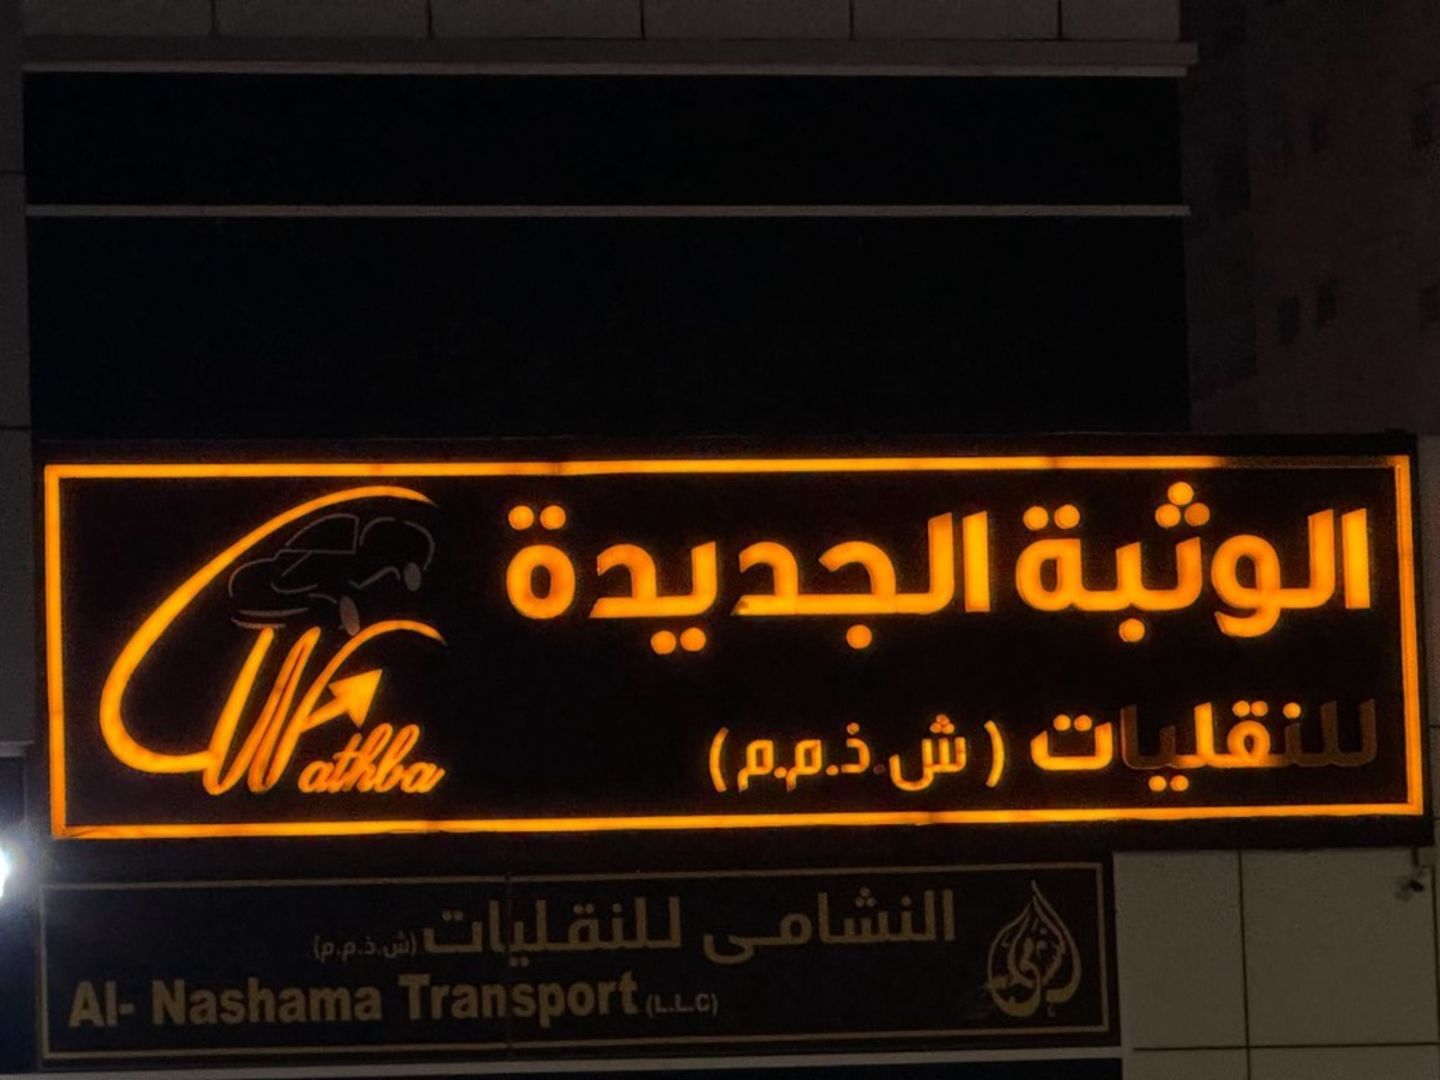 الوثبة الجديدة
للنقليات (ش.ذ.م.م)
Wathba
النشامى للنقليات (ش.ذ.م.م)
Al- Nashama Transport (L.L.C)